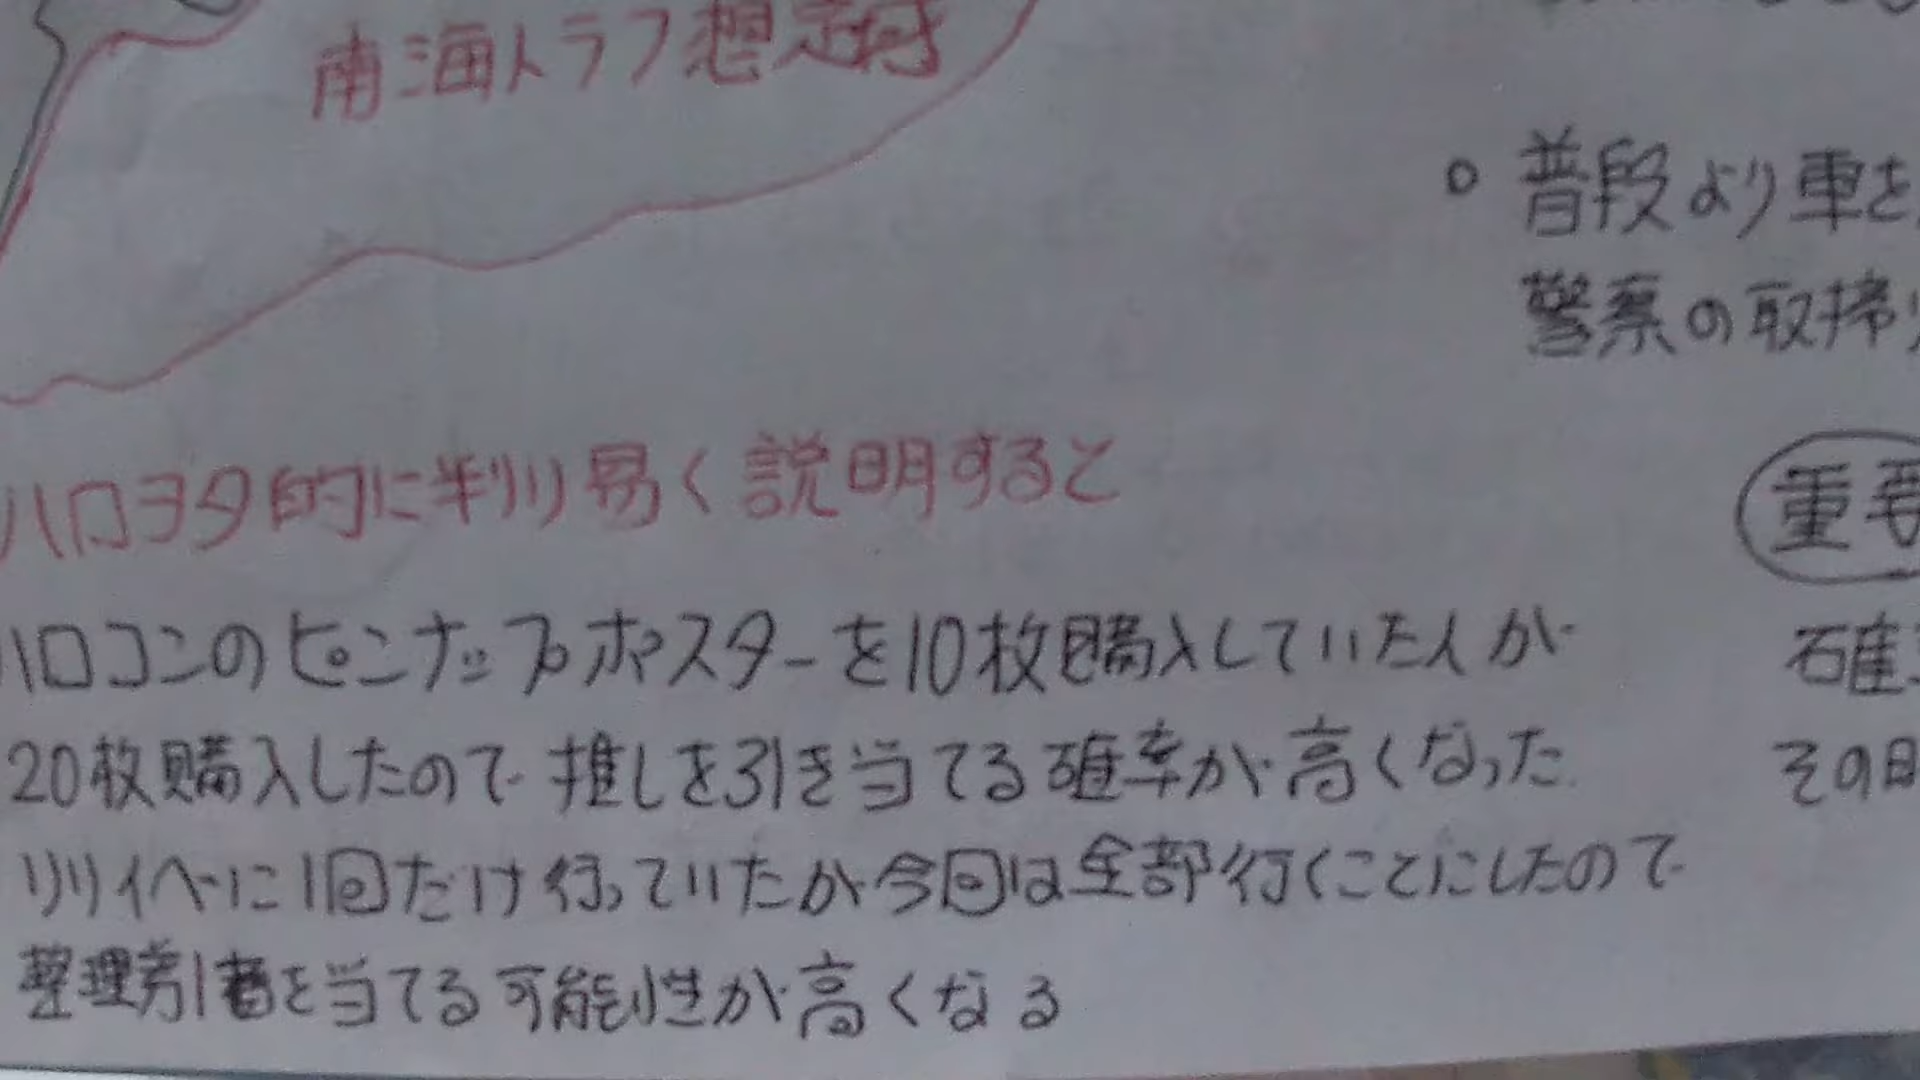 南海トラフ想定域
ハロヲタ的に判り易く説明すると
ハロコンのピンナップポスターを10枚購入していた人が
20枚購入したので推しを引き当てる確率が高くなった
リリイベに1回だけ行っていたが今回は全部行くことにしたので
整理券1番を当てる可能性が高くなる
。普段より車を
警察の取締り
重要
確
その日